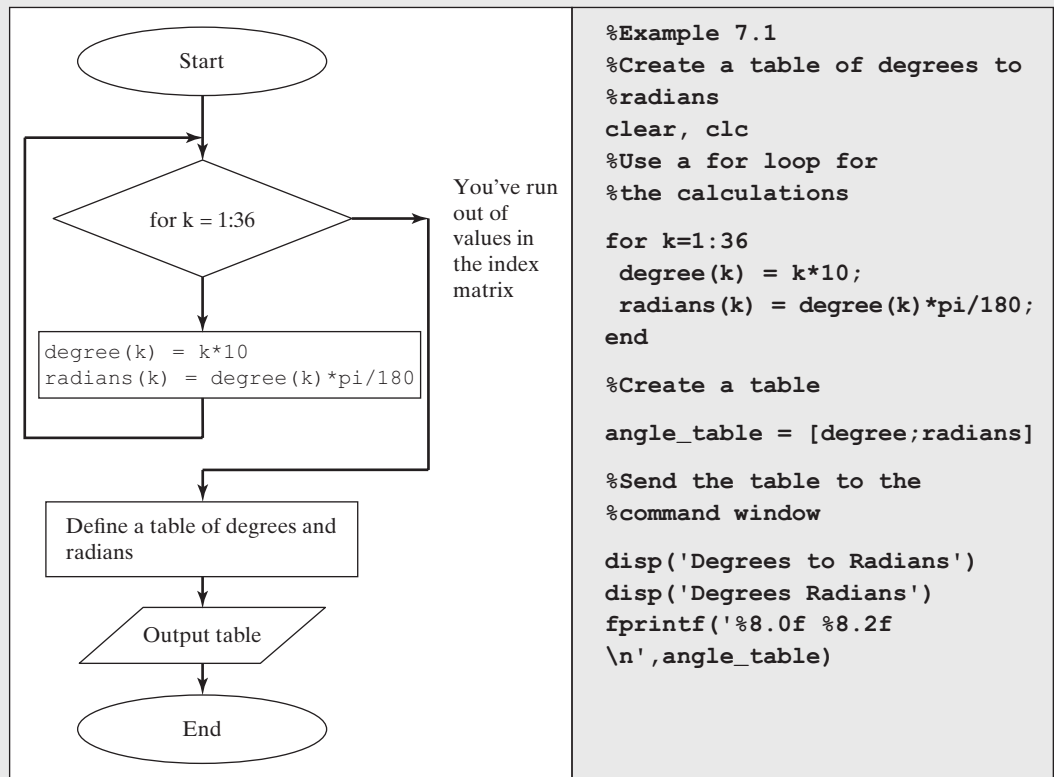 Start
for k = 1:36
You've run
out of
values in
the index
matrix
degree(k) = k*10
radians(k) = degree(k)*pi/180
Define a table of degrees and
radians
Output table
End
%Example 7.1
%Create a table of degrees to
%radians
clear, clc
%Use a for loop for
%the calculations
for k=1:36
degree(k) = k*10;
radians(k) = degree(k)*pi/180;
end
%Create a table
angle_table = [degree;radians]
%Send the table to the
%command window
disp('Degrees to Radians')
disp('Degrees Radians')
fprintf('%8.0f %8.2f
\n',angle_table)